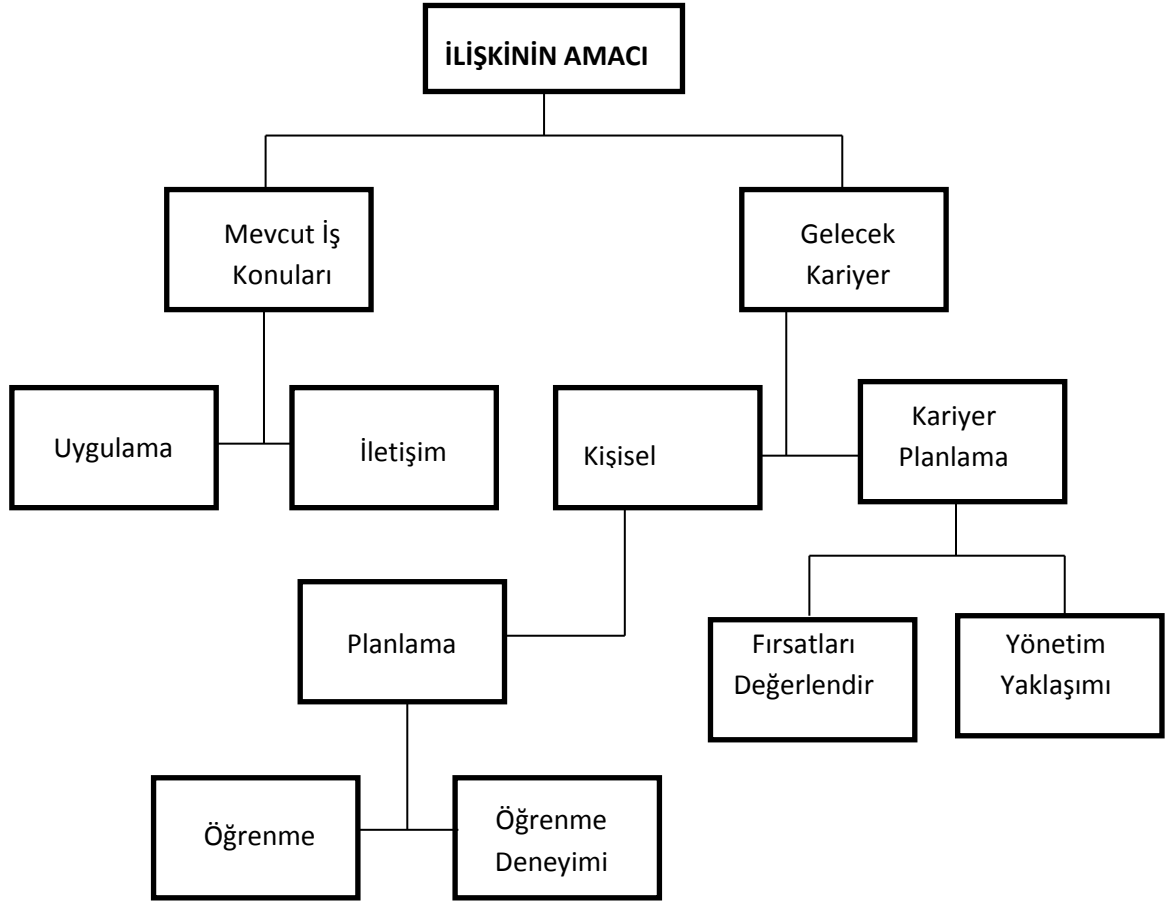 İLİŞKİNİN AMACI
Mevcut İş
Konuları
Gelecek
Kariyer
Uygulama
İletişim
Kişisel
Kariyer
Planlama
Planlama
Fırsatları
Değerlendir
Yönetim
Yaklaşımı
Öğrenme
Öğrenme
Deneyimi